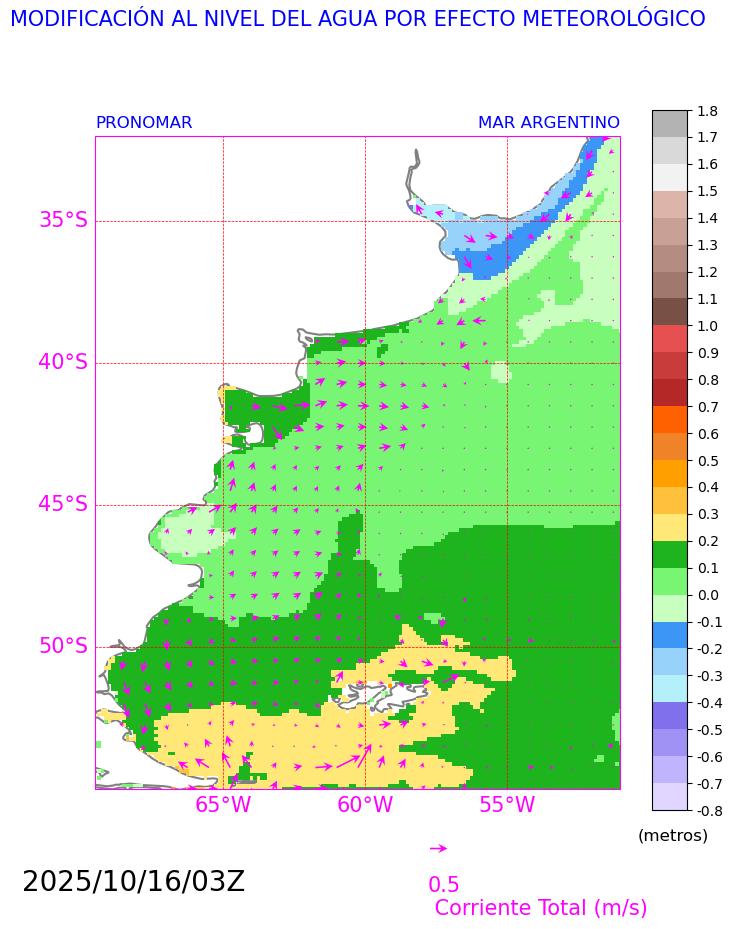 MODIFICACIÓN AL NIVEL DEL AGUA POR EFECTO METEOROLÓGICO
PRONOMAR MAR ARGENTINO
35°S
40°S
45°S
50°S
65°W 60°W 55°W
1.8
1.7
1.6
1.5
1.4
1.3
1.2
1.1
1.0
0.9
0.8
0.7
0.6
0.5
0.4
0.3
0.2
0.1
0.0
-0.1
-0.2
-0.3
-0.4
-0.5
-0.6
-0.7
-0.8
(metros)
2025/10/16/03Z
0.5
Corriente Total (m/s)